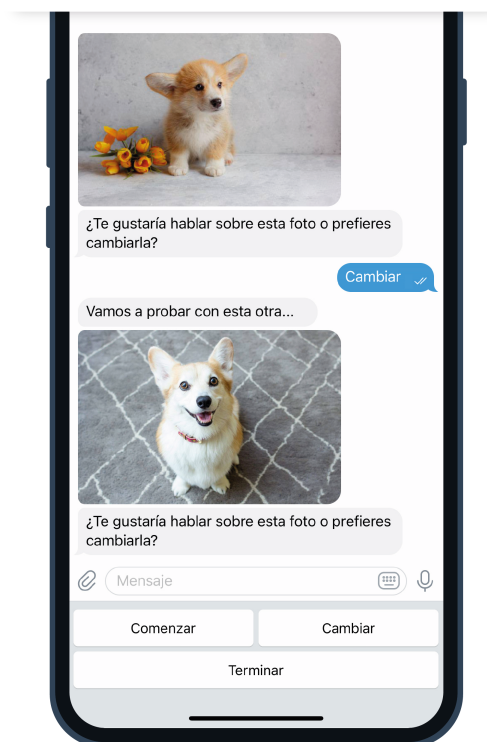 ¿Te gustaría hablar sobre esta foto o prefieres
cambiarla?
Cambiar
Vamos a probar con esta otra...
¿Te gustaría hablar sobre esta foto o prefieres
cambiarla?
Mensaje
Comenzar
Cambiar
Terminar